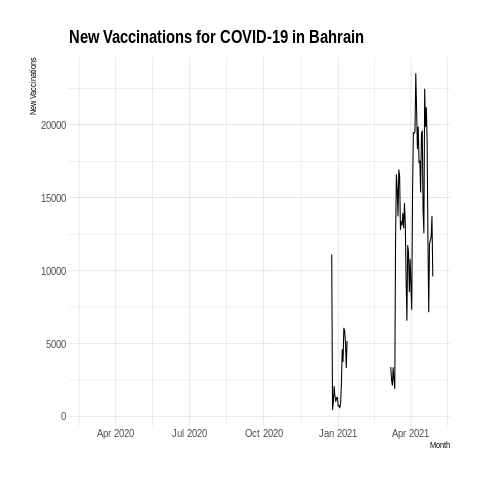 New Vaccinations for COVID-19 in Bahrain
New Vaccinations
20000
15000
10000
5000
0
Apr 2020 Jul 2020 Oct 2020 Jan 2021 Apr 2021
Month